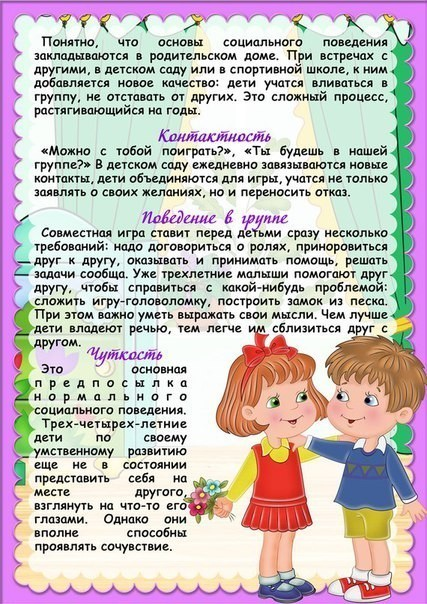 Понятно, что основы социального поведения
закладываются в родительском доме. При встречах с
другими, в детском саду или в спортивной школе, к ним
добавляется новое качество: дети учатся вливаться в
группу, не отставать от других. Это сложный процесс,
растягивающийся на годы.
Контактность
«Можно с тобой поиграть?», «Ты будешь в нашей
группе?» В детском саду ежедневно завязываются новые
контакты, дети объединяются для игры, учатся не только
заявлять о своих желаниях, но и переносить отказ.
Поведение в группе
Совместная игра ставит перед детьми сразу несколько
требований: надо договориться о ролях, приноровиться
друг к другу, оказывать и принимать помощь, решать
задачи сообща. Уже трехлетние малыши помогают друг
другу, чтобы справиться с какой-нибудь проблемой:
сложить игру-головоломку, построить замок из песка.
При этом важно уметь выражать свои мысли. Чем лучше
дети владеют речью, тем легче им сблизиться друг с
другом.
Чуткость
Это основная
предпосылка
нормального
социального поведения.
Трех-четырех-летние
дети по своему
умственному развитию
еще не в состоянии
представить себя на
месте другого,
взглянуть на что-то его
глазами. Однако они
вполне способны
проявлять сочувствие.